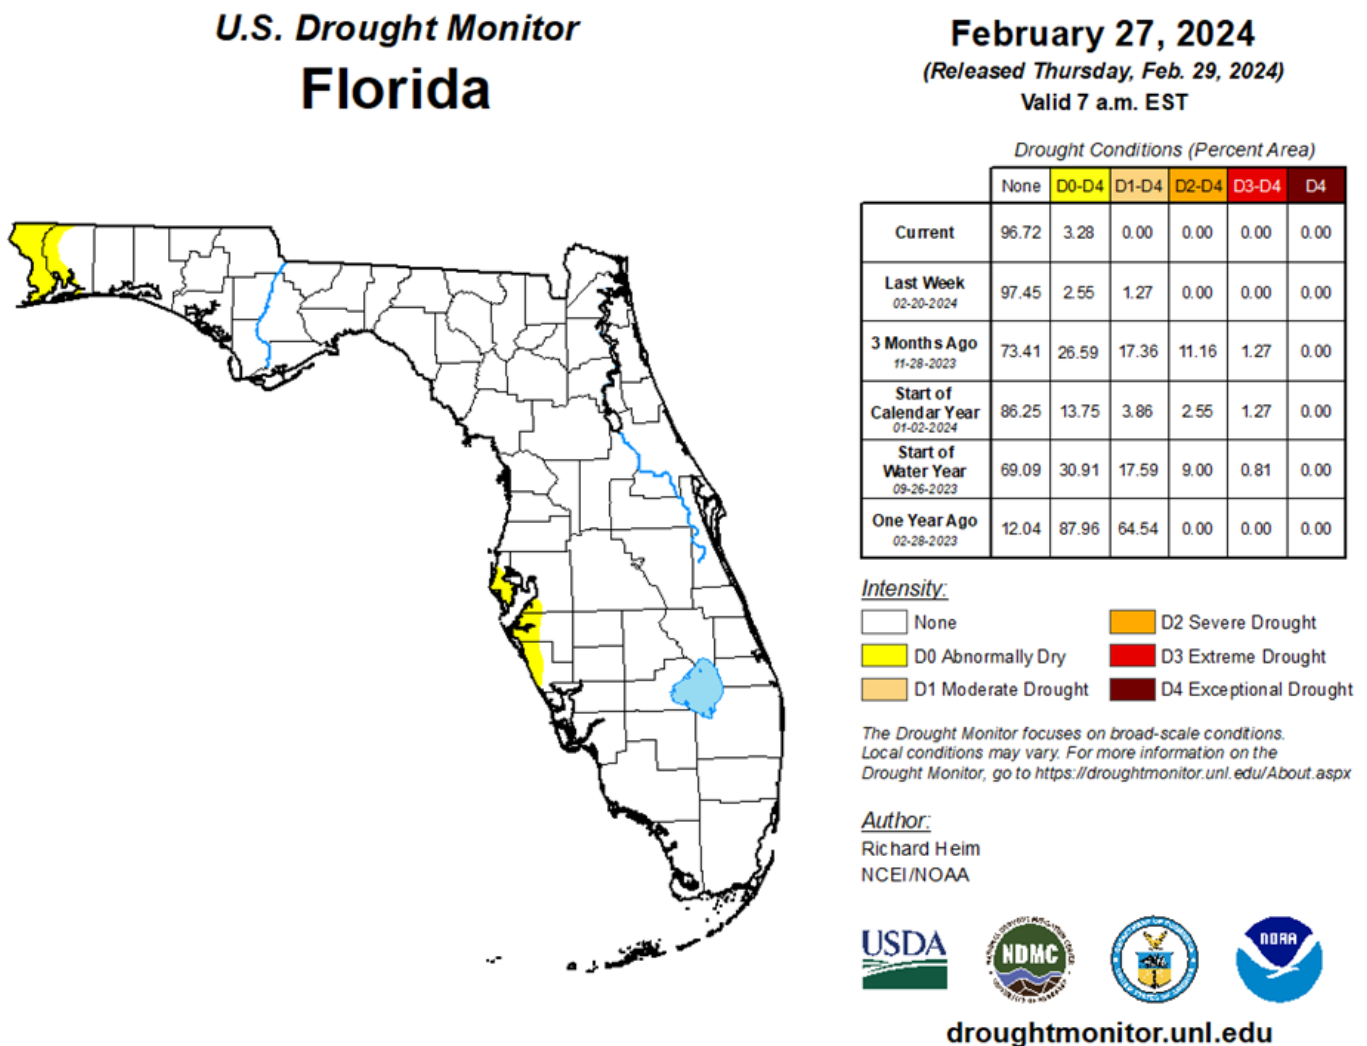 U.S. Drought Monitor
Florida
February 27, 2024
(Released Thursday, Feb. 29, 2024)
Valid 7 a.m. EST
Drought Conditions (Percent Area)
None D0-D4 D1-D4 D2-D4 D3-D4 D4
Current 96.72 3.28 0.00 0.00 0.00 0.00
Last Week
02-20-2024
97.45 2.55 1.27 0.00 0.00 0.00
3 Months Ago
11-28-2023
73.41 26.59 17.36 11.16 1.27 0.00
Start of
Calendar Year
01-02-2024
86.25 13.75 3.86 2.55 1.27 0.00
Start of
Water Year
09-26-2023
69.09 30.91 17.59 9.00 0.81 0.00
One Year Ago
02-28-2023
12.04 87.96 64.54 0.00 0.00 0.00
Intensity:
None
D0 Abnormally Dry
D1 Moderate Drought
D2 Severe Drought
D3 Extreme Drought
D4 Exceptional Drought
The Drought Monitor focuses on broad-scale conditions.
Local conditions may vary. For more information on the
Drought Monitor, go to https://droughtmonitor.unl.edu/About.aspx
Author:
Richard Heim
NCEI/NOAA
USDA
NDMC
NOAA
droughtmonitor.unl.edu